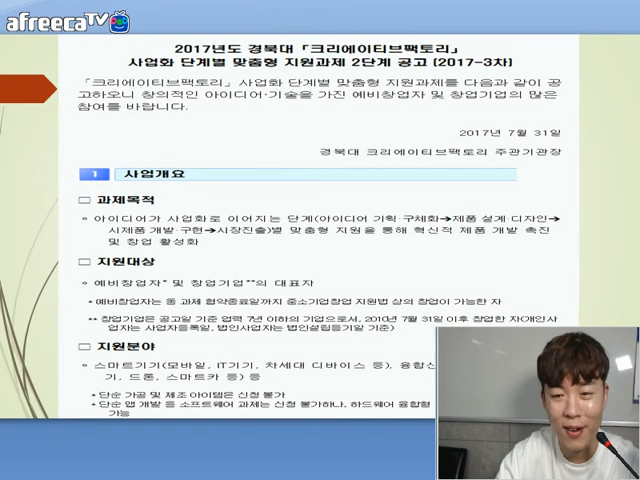 afreecaTV
2017년도 경북대「크리에이티브팩토리」
사업화 단계별 맞춤형 지원과제 2단계 공고 (2017-3차)
「크리에이티브팩토리」사업화 단계별 맞춤형 지원과제를 다음과 같이 공
고하오니 창의적인 아이디어·기술을 가진 예비창업자 및 창업기업의 많은
참여를 바랍니다.
2017년 7월 31일
경북대 크리에이티브팩토리 주관기관장
1 사업개요
□ 과제목적
◦ 아이디어가 사업화로 이어지는 단계(아이디어 기획·구체화➔제품 설계·디자인➔
시제품 개발·구현➔시장진출)별 맞춤형 지원을 통해 혁신적 제품 개발 촉진
및 창업 활성화
□ 지원대상
◦ 예비창업자* 및 창업기업**의 대표자
* 예비창업자는 동 과제 협약종료일까지 중소기업창업 지원법 상의 창업이 가능한 자
** 창업기업은 공고일 기준 업력 7년 이하의 기업으로서, 2010년 7월 31일 이후 창업한 자(개인사
업자는 사업자등록일, 법인사업자는 법인설립등기일 기준)
□ 지원분야
◦ 스마트기기(모바일, IT기기, 차세대 디바이스 등), 융합신
기, 드론, 스마트카 등) 등
* 단순 가공 및 제조 아이템은 신청 불가
* 단순 앱 개발 등 소프트웨어 과제는 신청 불가하나, 하드웨어 융합형
가능